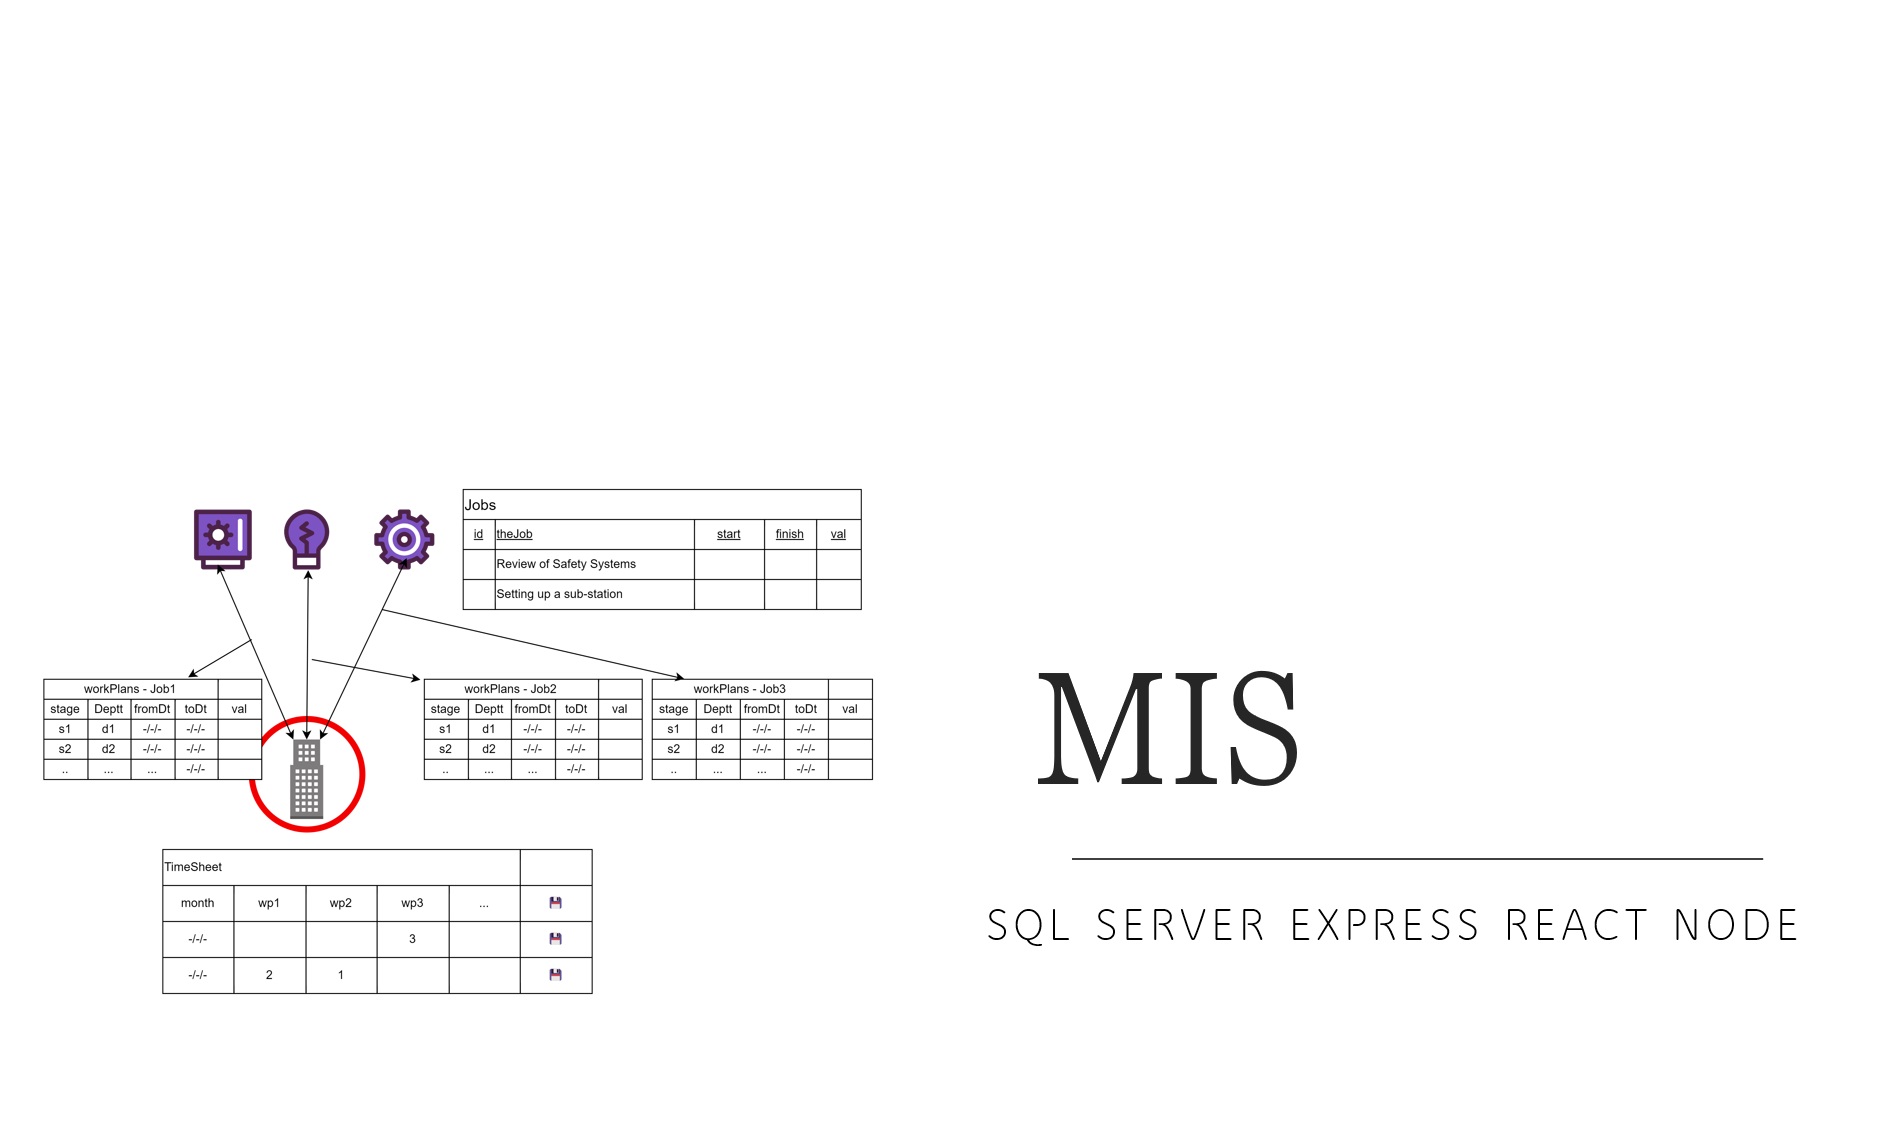 Jobs
id theJob start finish val
Review of Safety Systems
Setting up a sub-station
workPlans - Job1
stage Deptt fromDt toDt val
s1 d1 -/-/- -/-/-
s2 d2 -/-/- -/-/-
.. ... ... -/-/-
workPlans - Job2
stage Deptt fromDt toDt val
s1 d1 -/-/- -/-/-
s2 d2 -/-/- -/-/-
.. ... ... -/-/-
workPlans - Job3
stage Deptt fromDt toDt val
s1 d1 -/-/- -/-/-
s2 d2 -/-/- -/-/-
.. ... ... -/-/-
TimeSheet
month wp1 wp2 wp3 ...
-/-/- 3
-/-/- 2 1
MIS
SQL SERVER EXPRESS REACT NODE